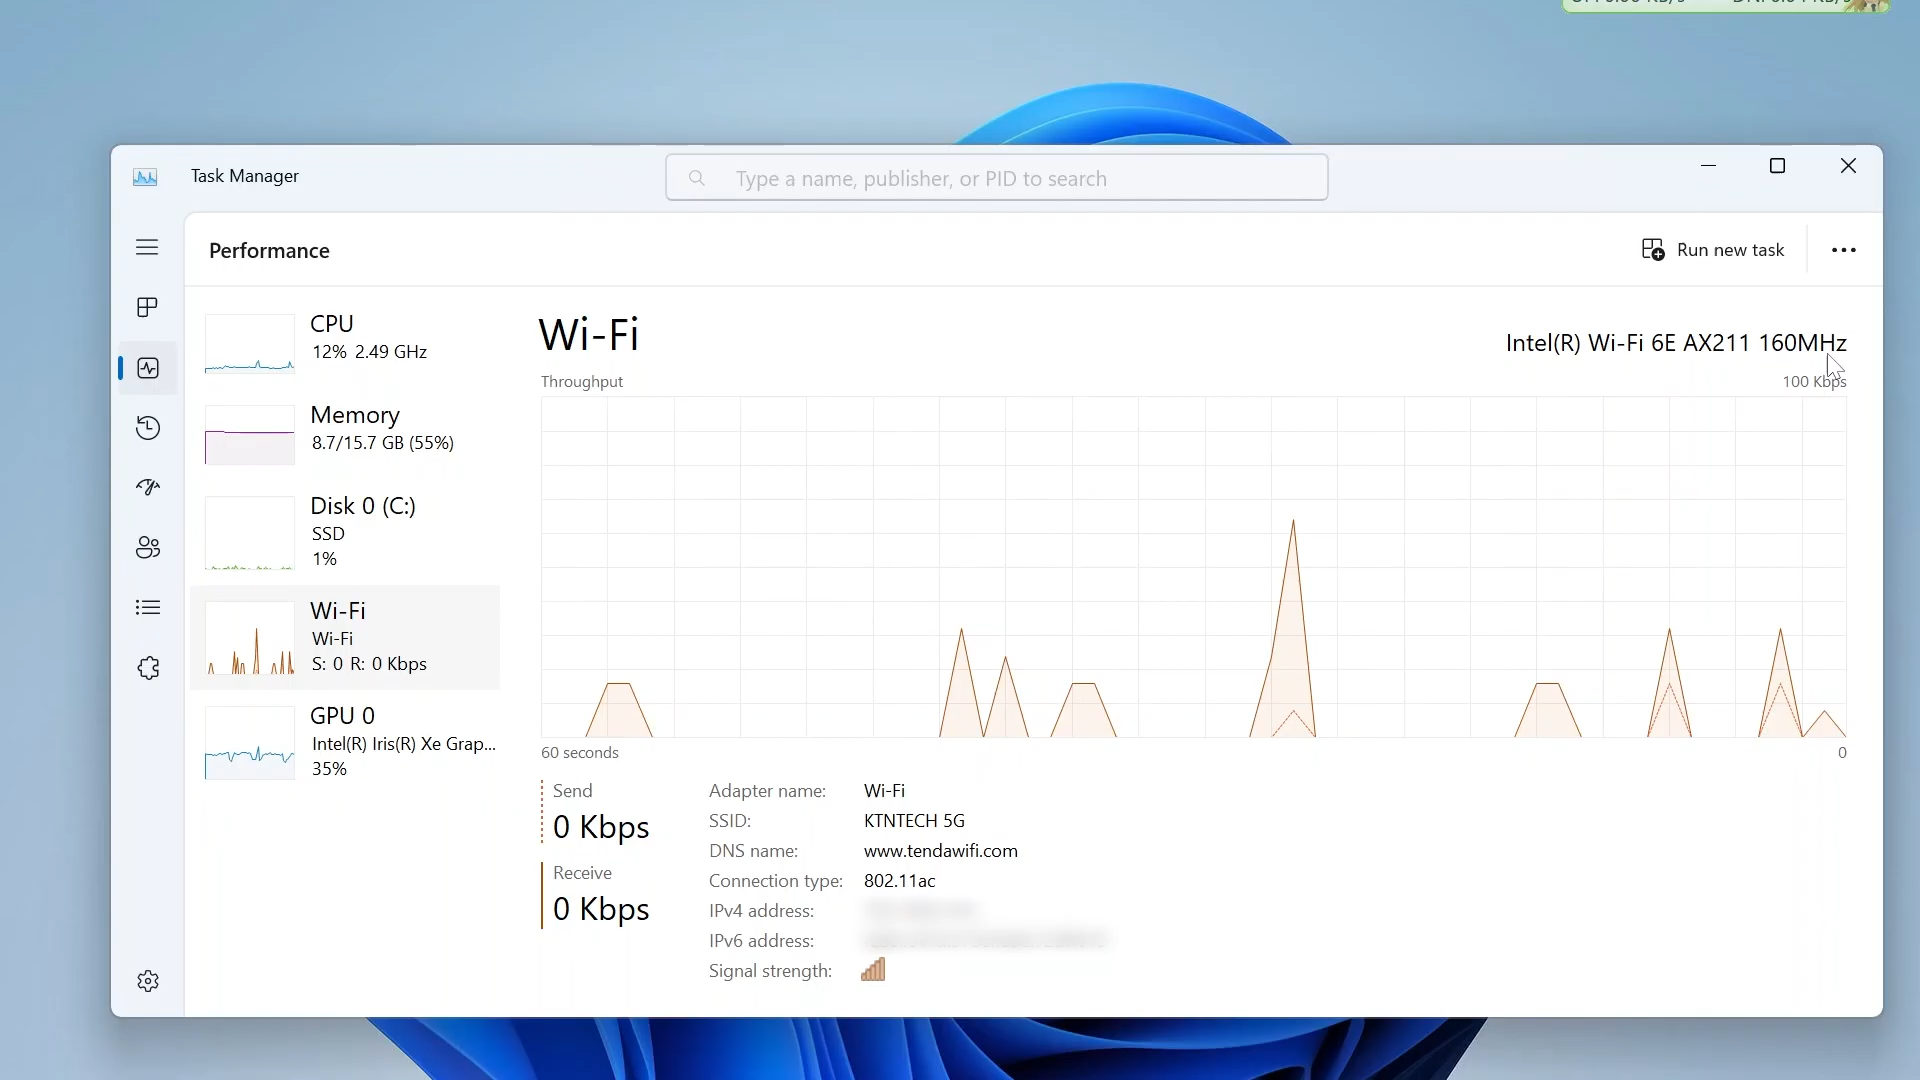 Task Manager
Type a name, publisher, or PID to search
Performance
Run new task
CPU
12% 2.49 GHz
Memory
8.7/15.7 GB (55%)
Disk 0 (C:)
SSD
1%
Wi-Fi
Wi-Fi
S: 0 R: 0 Kbps
GPU 0
Intel(R) Iris(R) Xe Grap...
35%
Wi-Fi
Intel(R) Wi-Fi 6E AX211 160MHz
Throughput
100 Kbps
60 seconds
0
Send
0 Kbps
Receive
0 Kbps
Adapter name: Wi-Fi
SSID: KTNTECH 5G
DNS name: www.tendawifi.com
Connection type: 802.11ac
IPv4 address:
IPv6 address:
Signal strength: